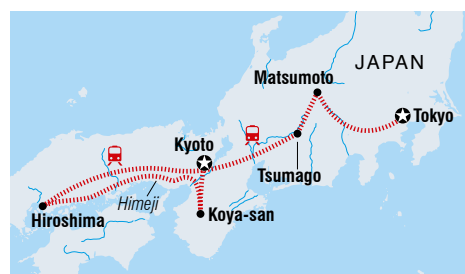 JAPAN
Matsumoto
Tokyo
Kyoto
Tsumago
Himeji
Hiroshima
Koya-san